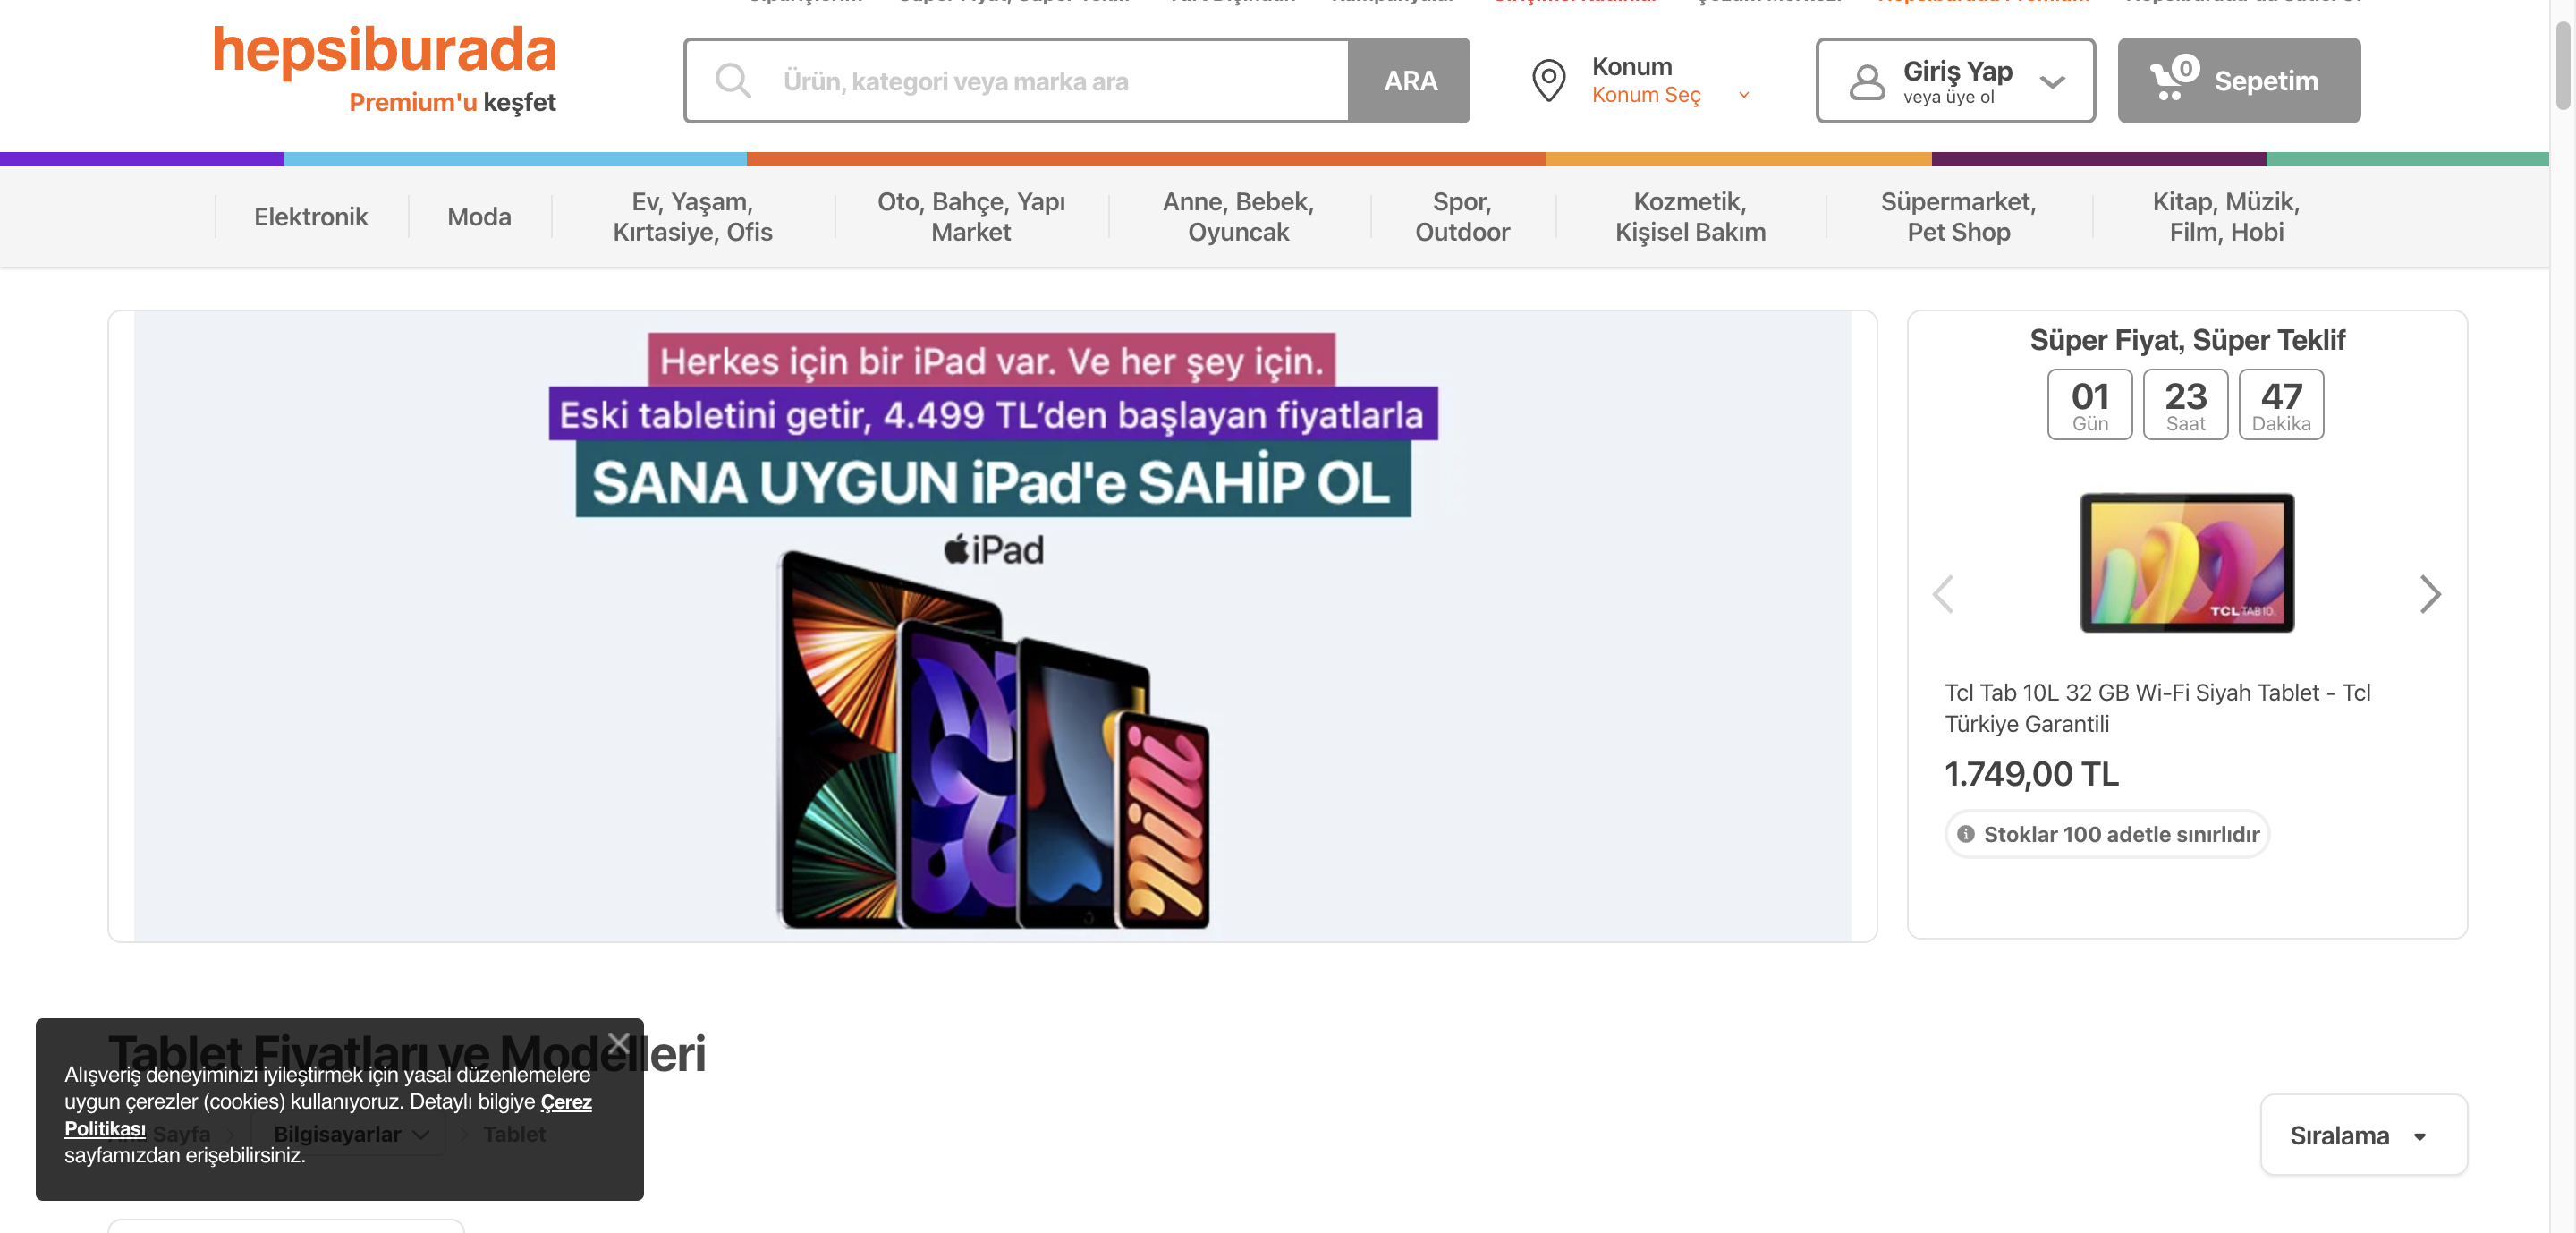 hepsiburada
Premium'u keşfet
Ürün, kategori veya marka ara
ARA
Konum
Konum Seç
Giriş Yap
veya üye ol
0
Sepetim
Elektronik
Moda
Ev, Yaşam,
Kırtasiye, Ofis
Oto, Bahçe, Yapı
Market
Anne, Bebek,
Oyuncak
Spor,
Outdoor
Kozmetik,
Kişisel Bakım
Süpermarket,
Pet Shop
Kitap, Müzik,
Film, Hobi
Herkes için bir iPad var. Ve her şey için.
Eski tabletini getir, 4.499 TL’den başlayan fiyatlarla
SANA UYGUN iPad'e SAHİP OL
iPad
mini
Süper Fiyat, Süper Teklif
01 23 47
Gün Saat Dakika
TCL TAB 10L
Tcl Tab 10L 32 GB Wi-Fi Siyah Tablet - Tcl
Türkiye Garantili
1.749,00 TL
Stoklar 100 adetle sınırlıdır
Tablet Fiyatları ve Modelleri
Alışveriş deneyiminizi iyileştirmek için yasal düzenlemelere
uygun çerezler (cookies) kullanıyoruz. Detaylı bilgiye Çerez
Politikası
sayfamızdan erişebilirsiniz.
Sayfa
Bilgisayarlar
Tablet
Sıralama